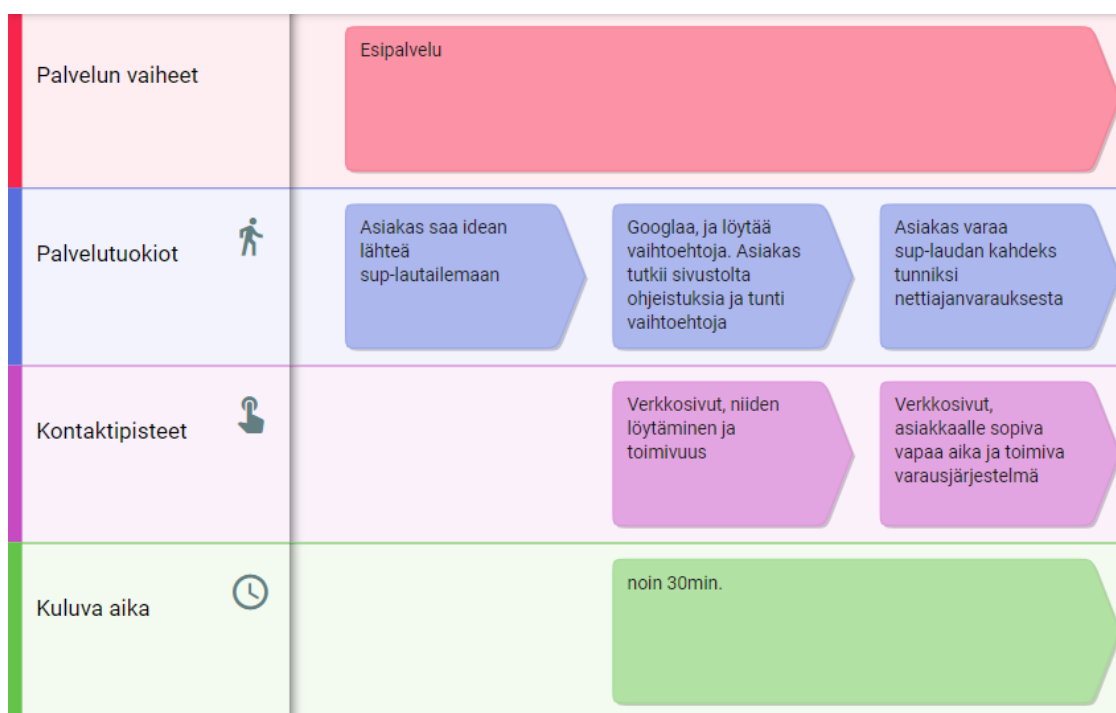 Palvelun vaiheet
Esipalvelu
Palvelutuokiot
Asiakas saa idean
lähteä
sup-lautailemaan
Googlaa, ja löytää
vaihtoehtoja. Asiakas
tutkii sivustolta
ohjeistuksia ja tunti
vaihtoehtoja
Asiakas varaa
sup-laudan kahdeks
tunniksi
nettiajanvarauksesta
Kontaktipisteet
Verkkosivut, niiden
löytäminen ja
toimivuus
Verkkosivut,
asiakkaalle sopiva
vapaa aika ja toimiva
varausjärjestelmä
Kuluva aika
noin 30min.